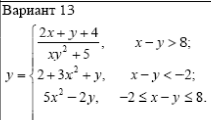 Вариант 13
2x + y + 4
xy² + 5
, x − y > 8;
y = 2 + 3x² + y, x − y < −2;
5x² − 2y, −2 ≤ x − y ≤ 8.